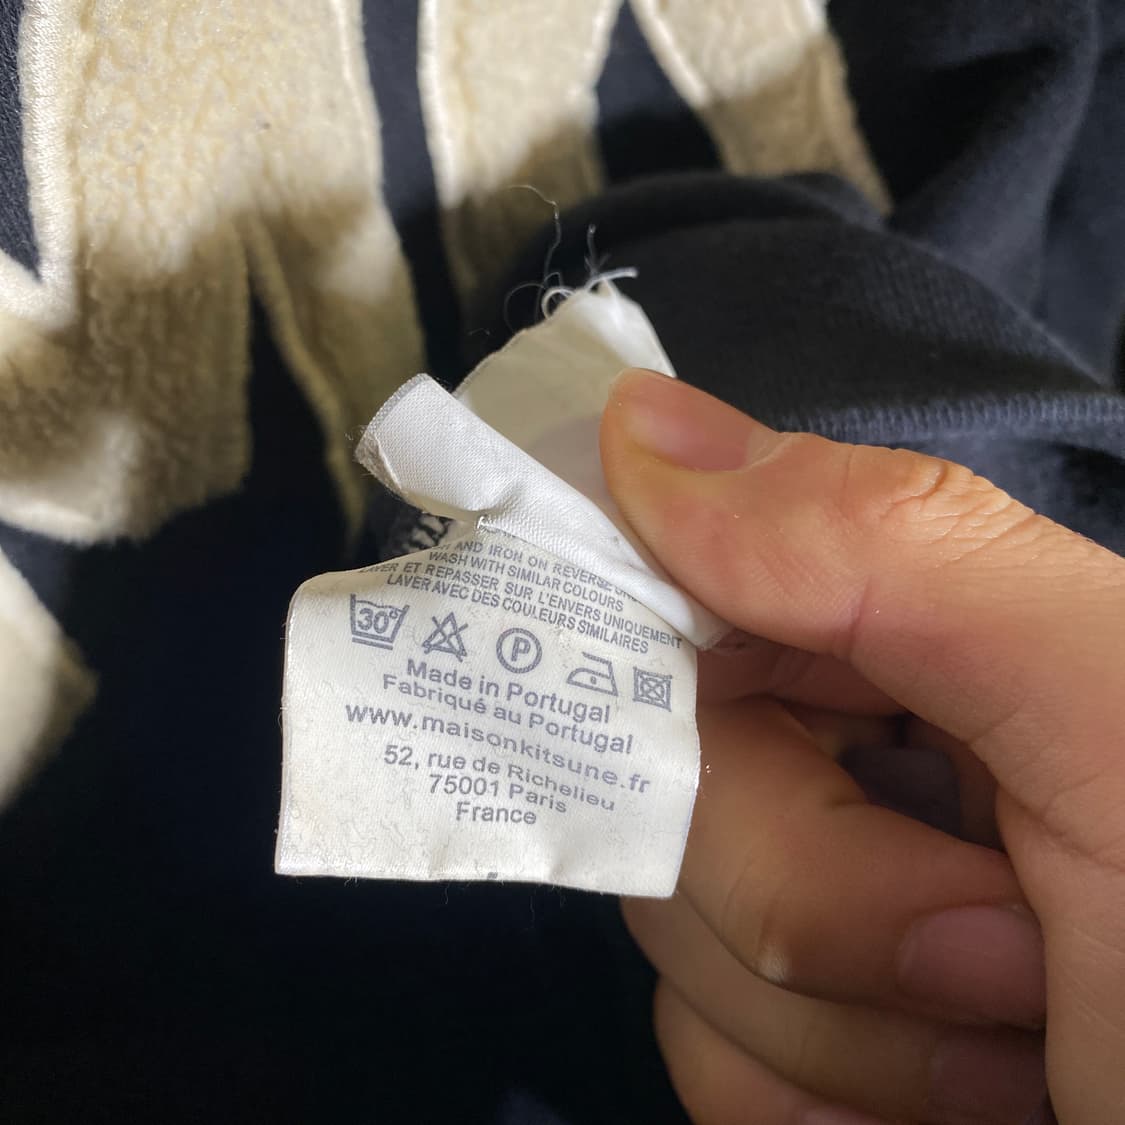 AND IRON ON REVERSE
WASH WITH SIMILAR COLOURS
LAVER ET REPASSER SUR L'ENVERS UNIQUEMENT
LAVER AVEC DES COULEURS SIMILAIRES
30° P
Made in Portugal
Fabriqué au Portugal
www.maisonkitsune.fr
52, rue de Richelieu
75001 Paris
France